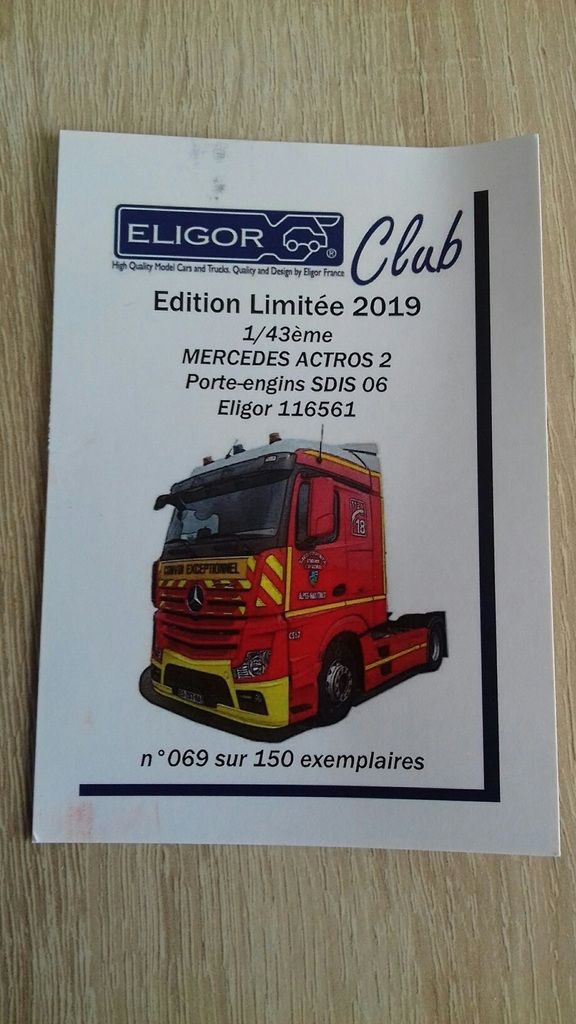 ELIGOR ® Club
High Quality Model Cars and Trucks. Quality and Design by Eligor France
Edition Limitée 2019
1/43ème
MERCEDES ACTROS 2
Porte-engins SDIS 06
Eligor 116561
CONVOI EXCEPTIONNEL
18
n°069 sur 150 exemplaires